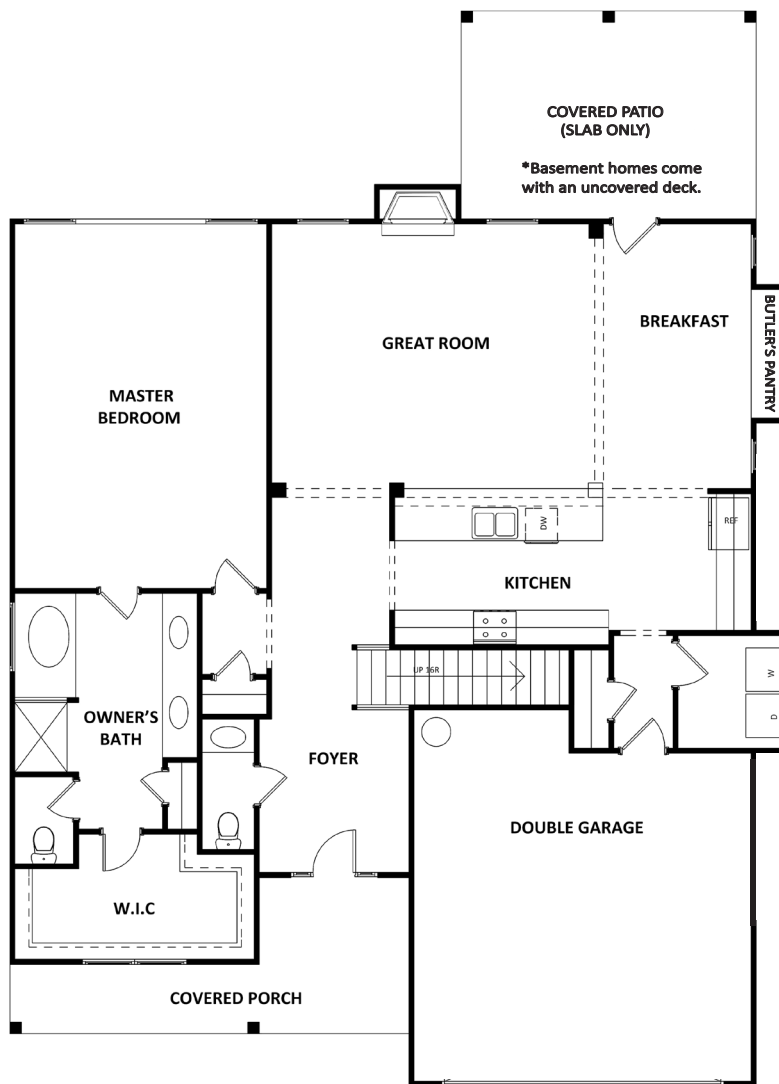 COVERED PATIO
(SLAB ONLY)
*Basement homes come
with an uncovered deck.
BUTLER'S PANTRY
BREAKFAST
GREAT ROOM
MASTER
BEDROOM
DW
REF
KITCHEN
UP 16R
W
D
OWNER'S
BATH
FOYER
DOUBLE GARAGE
W.I.C
COVERED PORCH